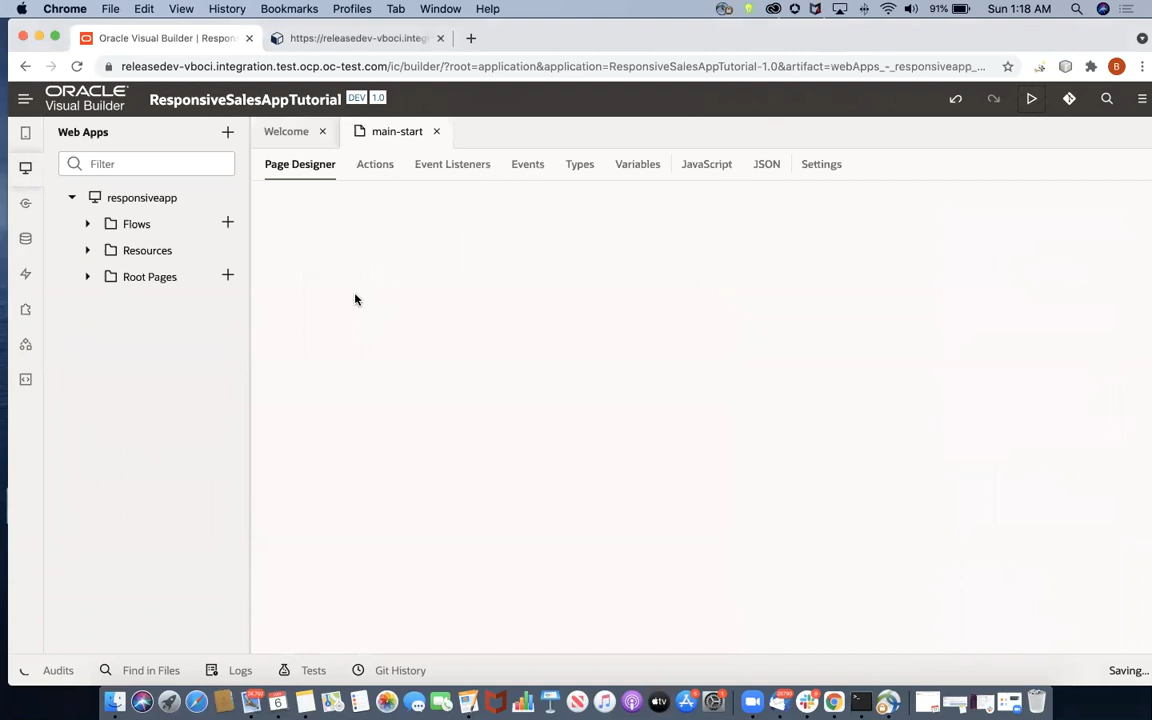 Chrome File Edit View History Bookmarks Profiles Tab Window Help 91% Sun 1:18 AM
Oracle Visual Builder | Respon https://releasedev-vboci.integ
releasedev-vboci.integration.test.ocp.oc-test.com/ic/builder/?root=application&application=ResponsiveSalesAppTutorial-1.0&artifact=webApps_-_responsiveapp_... B
ORACLE
Visual Builder
ResponsiveSalesAppTutorial DEV 1.0
Web Apps
Welcome main-start
Filter
Page Designer Actions Event Listeners Events Types Variables JavaScript JSON Settings
responsiveapp
Flows
Resources
Root Pages
Audits Find in Files Logs Tests Git History Saving...